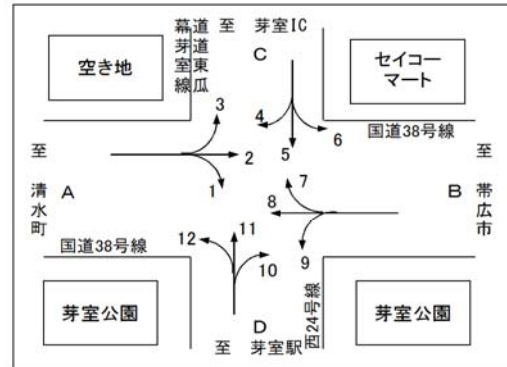 道道東瓜
幕芽室線
至 芽室IC
C
空き地
セイコー
マート
3
4
5
6
国道38号線
至
清水町
A
2
1
7
8
B
至
帯広市
国道38号線
12
11
10
9
西24号線
芽室公園
D
至 芽室駅
芽室公園